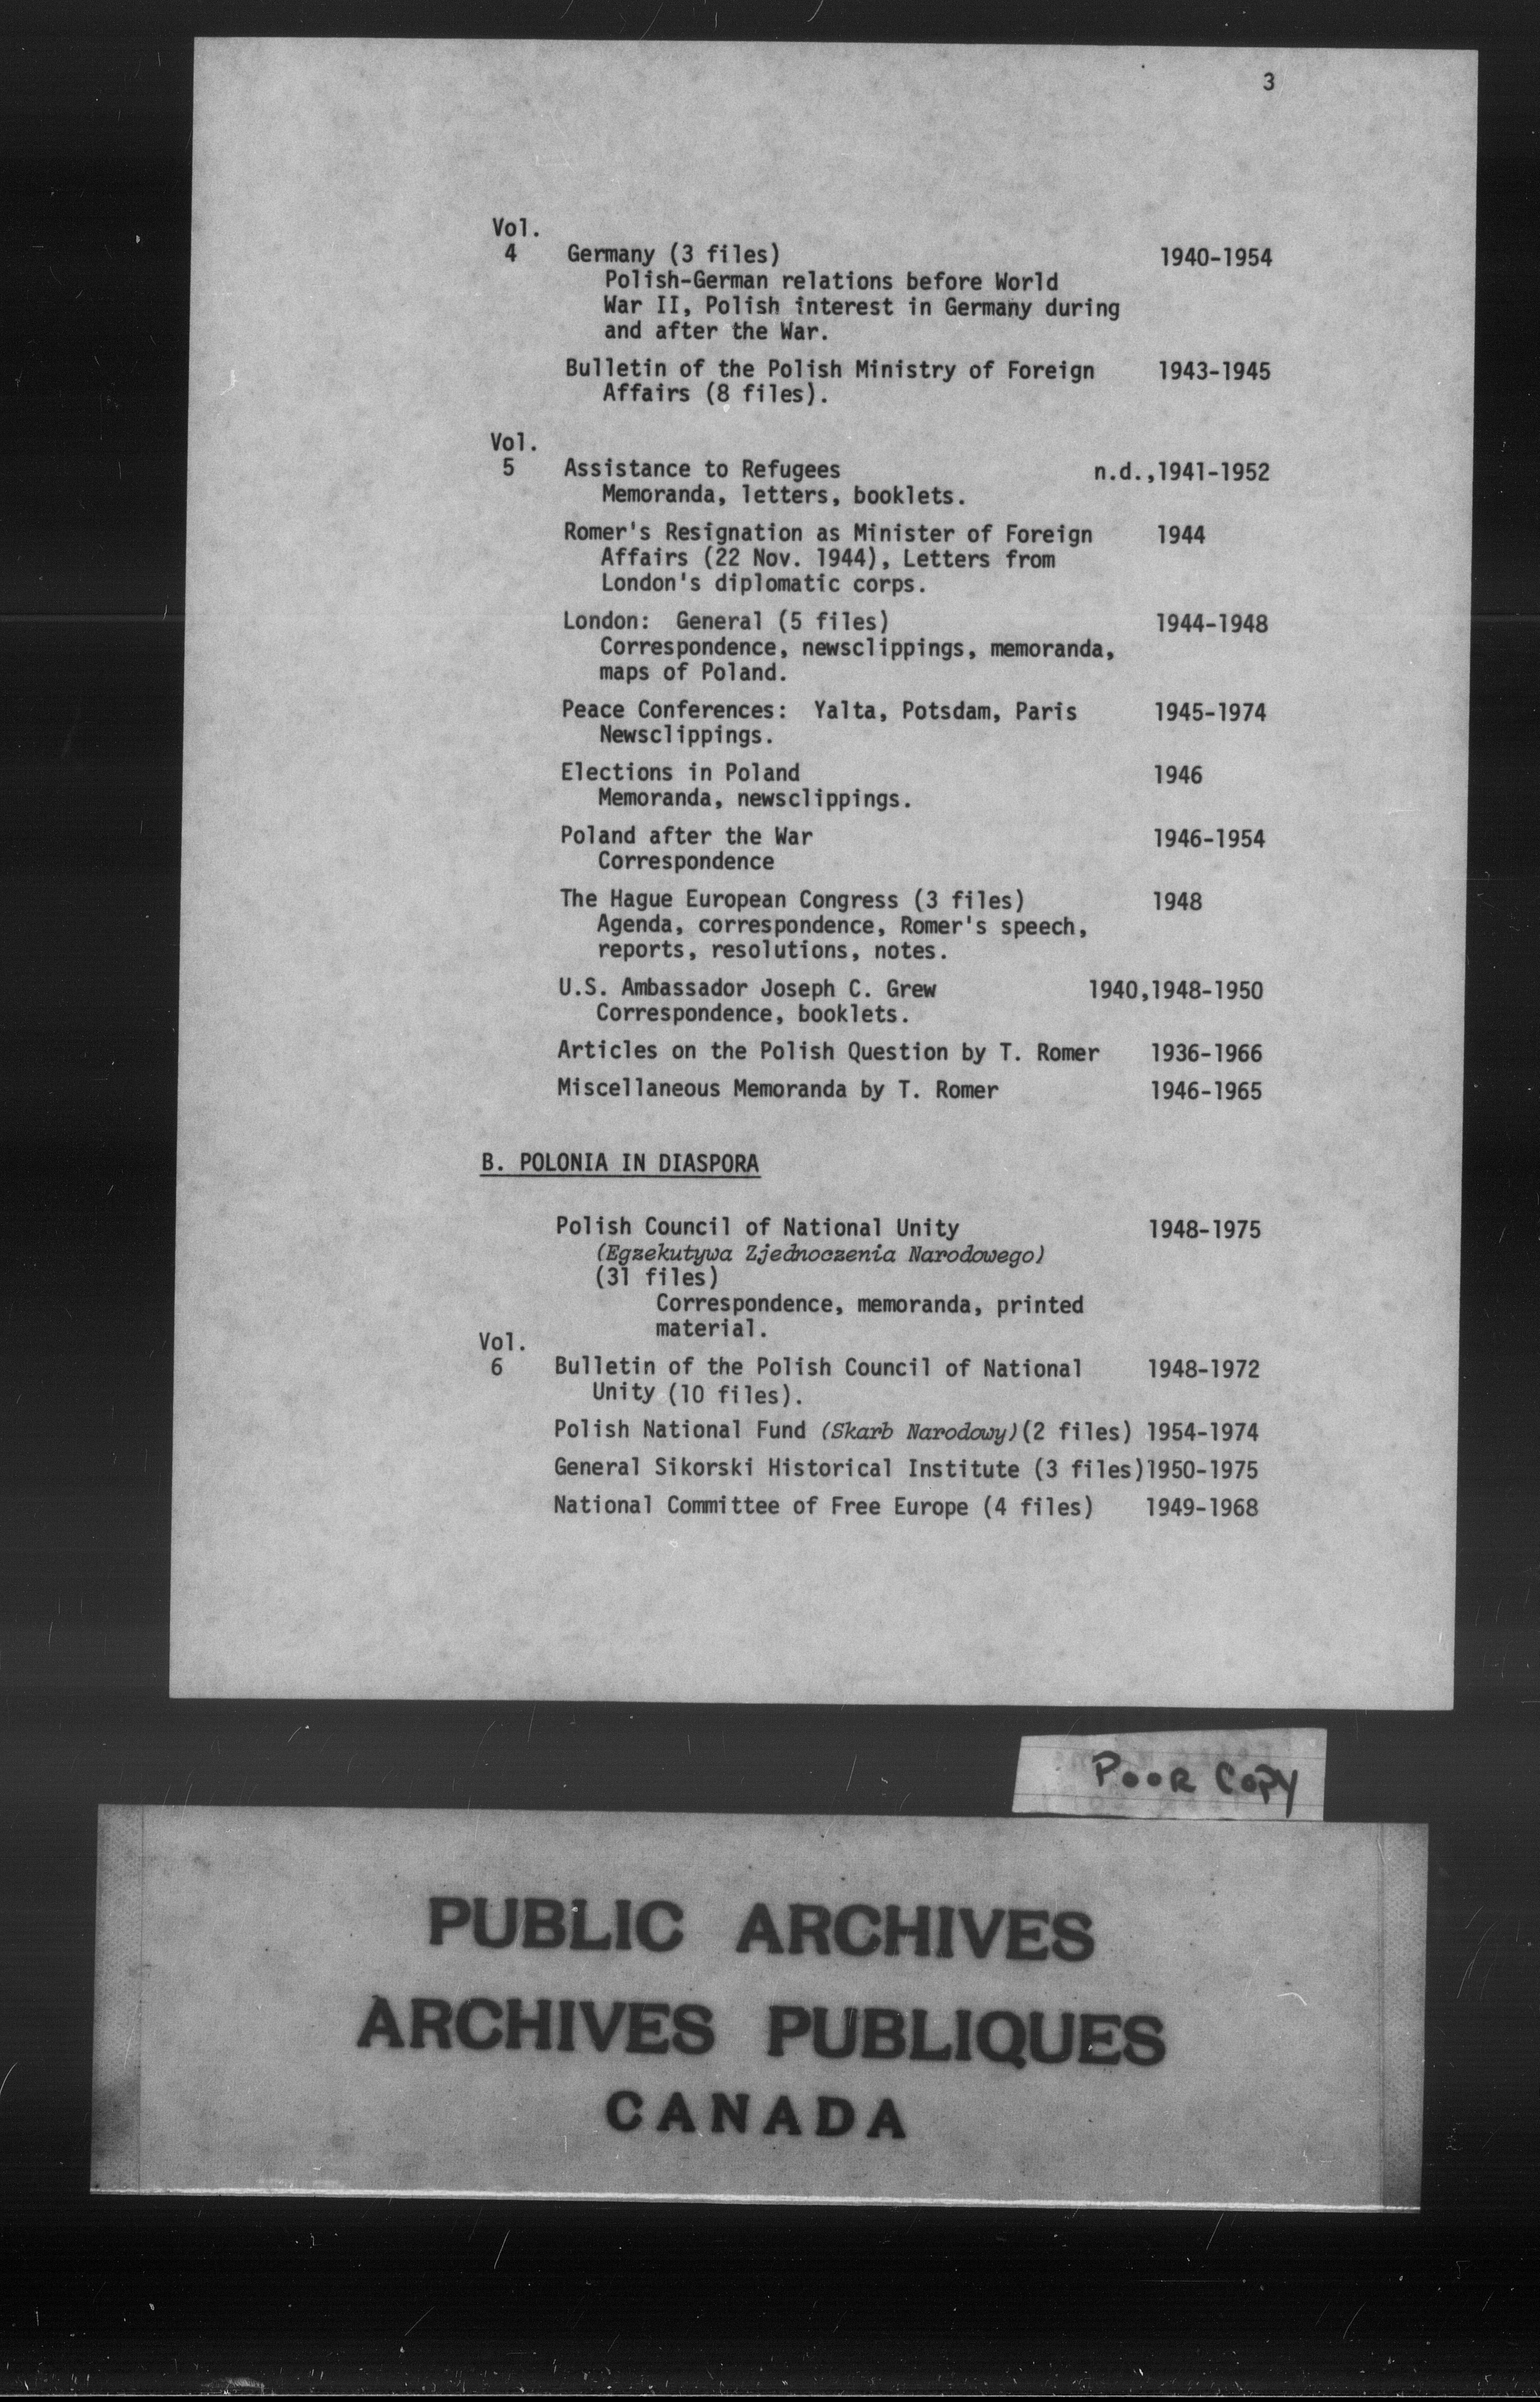 3
Vol.
4 Germany (3 files) 1940-1954
Polish-German relations before World
War II, Polish interest in Germany during
and after the War.
Bulletin of the Polish Ministry of Foreign 1943-1945
Affairs (8 files).
Vol.
5 Assistance to Refugees n.d.,1941-1952
Memoranda, letters, booklets.
Romer's Resignation as Minister of Foreign 1944
Affairs (22 Nov. 1944), Letters from
London's diplomatic corps.
London: General (5 files) 1944-1948
Correspondence, newsclippings, memoranda,
maps of Poland.
Peace Conferences: Yalta, Potsdam, Paris 1945-1974
Newsclippings.
Elections in Poland 1946
Memoranda, newsclippings.
Poland after the War 1946-1954
Correspondence
The Hague European Congress (3 files) 1948
Agenda, correspondence, Romer's speech,
reports, resolutions, notes.
U.S. Ambassador Joseph C. Grew 1940,1948-1950
Correspondence, booklets.
Articles on the Polish Question by T. Romer 1936-1966
Miscellaneous Memoranda by T. Romer 1946-1965
B. POLONIA IN DIASPORA
Polish Council of National Unity 1948-1975
(Egzekutywa Zjednoczenia Narodowego)
(31 files)
Correspondence, memoranda, printed
material.
Vol.
6 Bulletin of the Polish Council of National 1948-1972
Unity (10 files).
Polish National Fund (Skarb Narodowy)(2 files) 1954-1974
General Sikorski Historical Institute (3 files)1950-1975
National Committee of Free Europe (4 files) 1949-1968
POOR COPY
PUBLIC ARCHIVES
ARCHIVES PUBLIQUES
CANADA